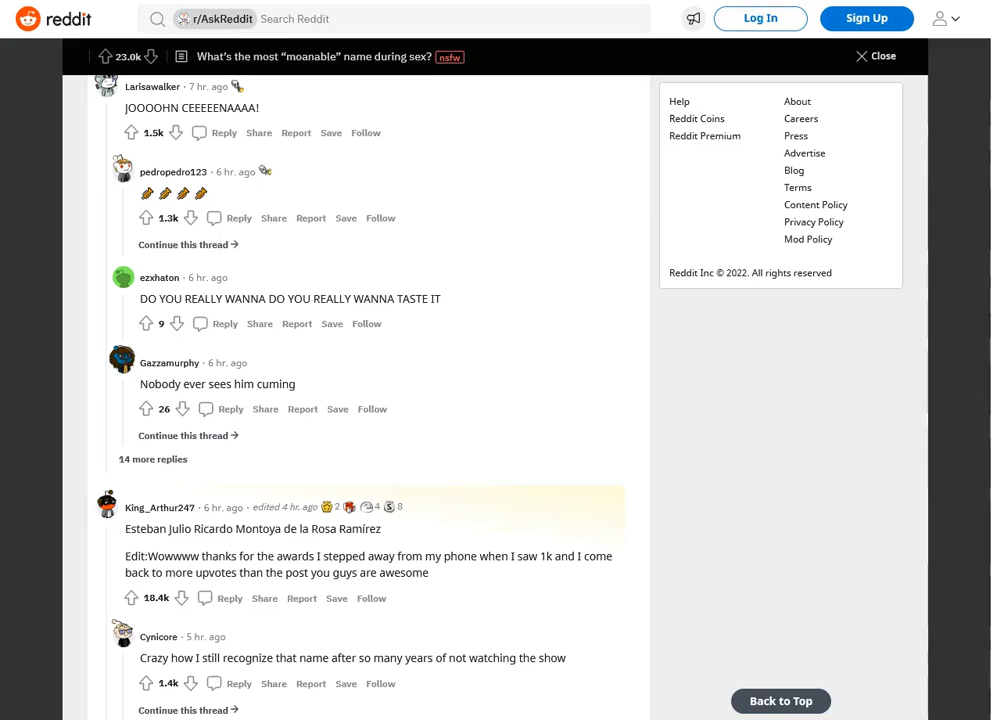 reddit
r/AskReddit Search Reddit
Log In
Sign Up
23.0k What's the most “moanable” name during sex? nsfw
Close
Larisawalker · 7 hr. ago
JOOOOHN CEEEEENAAAA!
1.5k Reply Share Report Save Follow
pedropedro123 · 6 hr. ago
1.3k Reply Share Report Save Follow
Continue this thread →
ezxhaton · 6 hr. ago
DO YOU REALLY WANNA DO YOU REALLY WANNA TASTE IT
9 Reply Share Report Save Follow
Gazzamurphy · 6 hr. ago
Nobody ever sees him cuming
26 Reply Share Report Save Follow
Continue this thread →
14 more replies
King_Arthur247 · 6 hr. ago · edited 4 hr. ago 2 4 8
Esteban Julio Ricardo Montoya de la Rosa Ramírez
Edit:Wowwww thanks for the awards I stepped away from my phone when I saw 1k and I come
back to more upvotes than the post you guys are awesome
18.4k Reply Share Report Save Follow
Cynicore · 5 hr. ago
Crazy how I still recognize that name after so many years of not watching the show
1.4k Reply Share Report Save Follow
Continue this thread →
Help
Reddit Coins
Reddit Premium
About
Careers
Press
Advertise
Blog
Terms
Content Policy
Privacy Policy
Mod Policy
Reddit Inc © 2022. All rights reserved
Back to Top